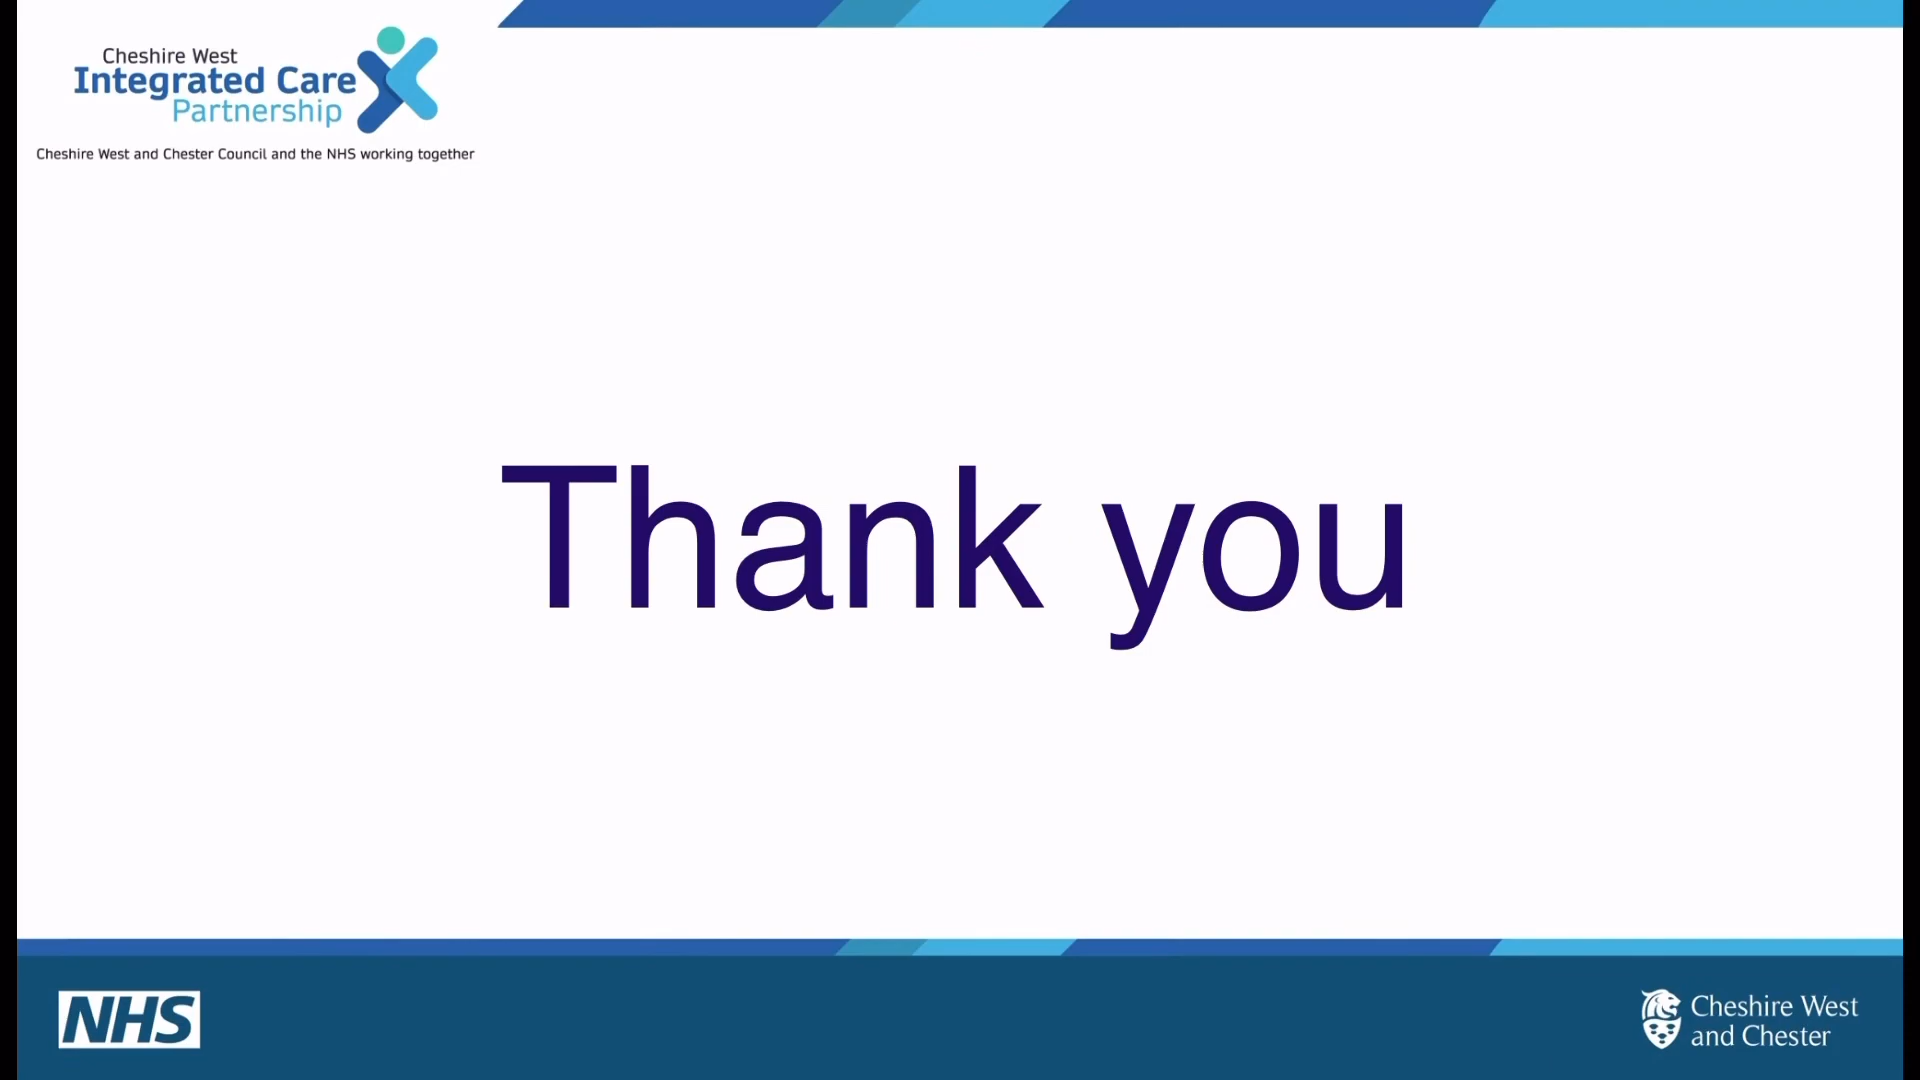 Cheshire West
Integrated Care
Partnership
Cheshire West and Chester Council and the NHS working together
Thank you
NHS
Cheshire West
and Chester